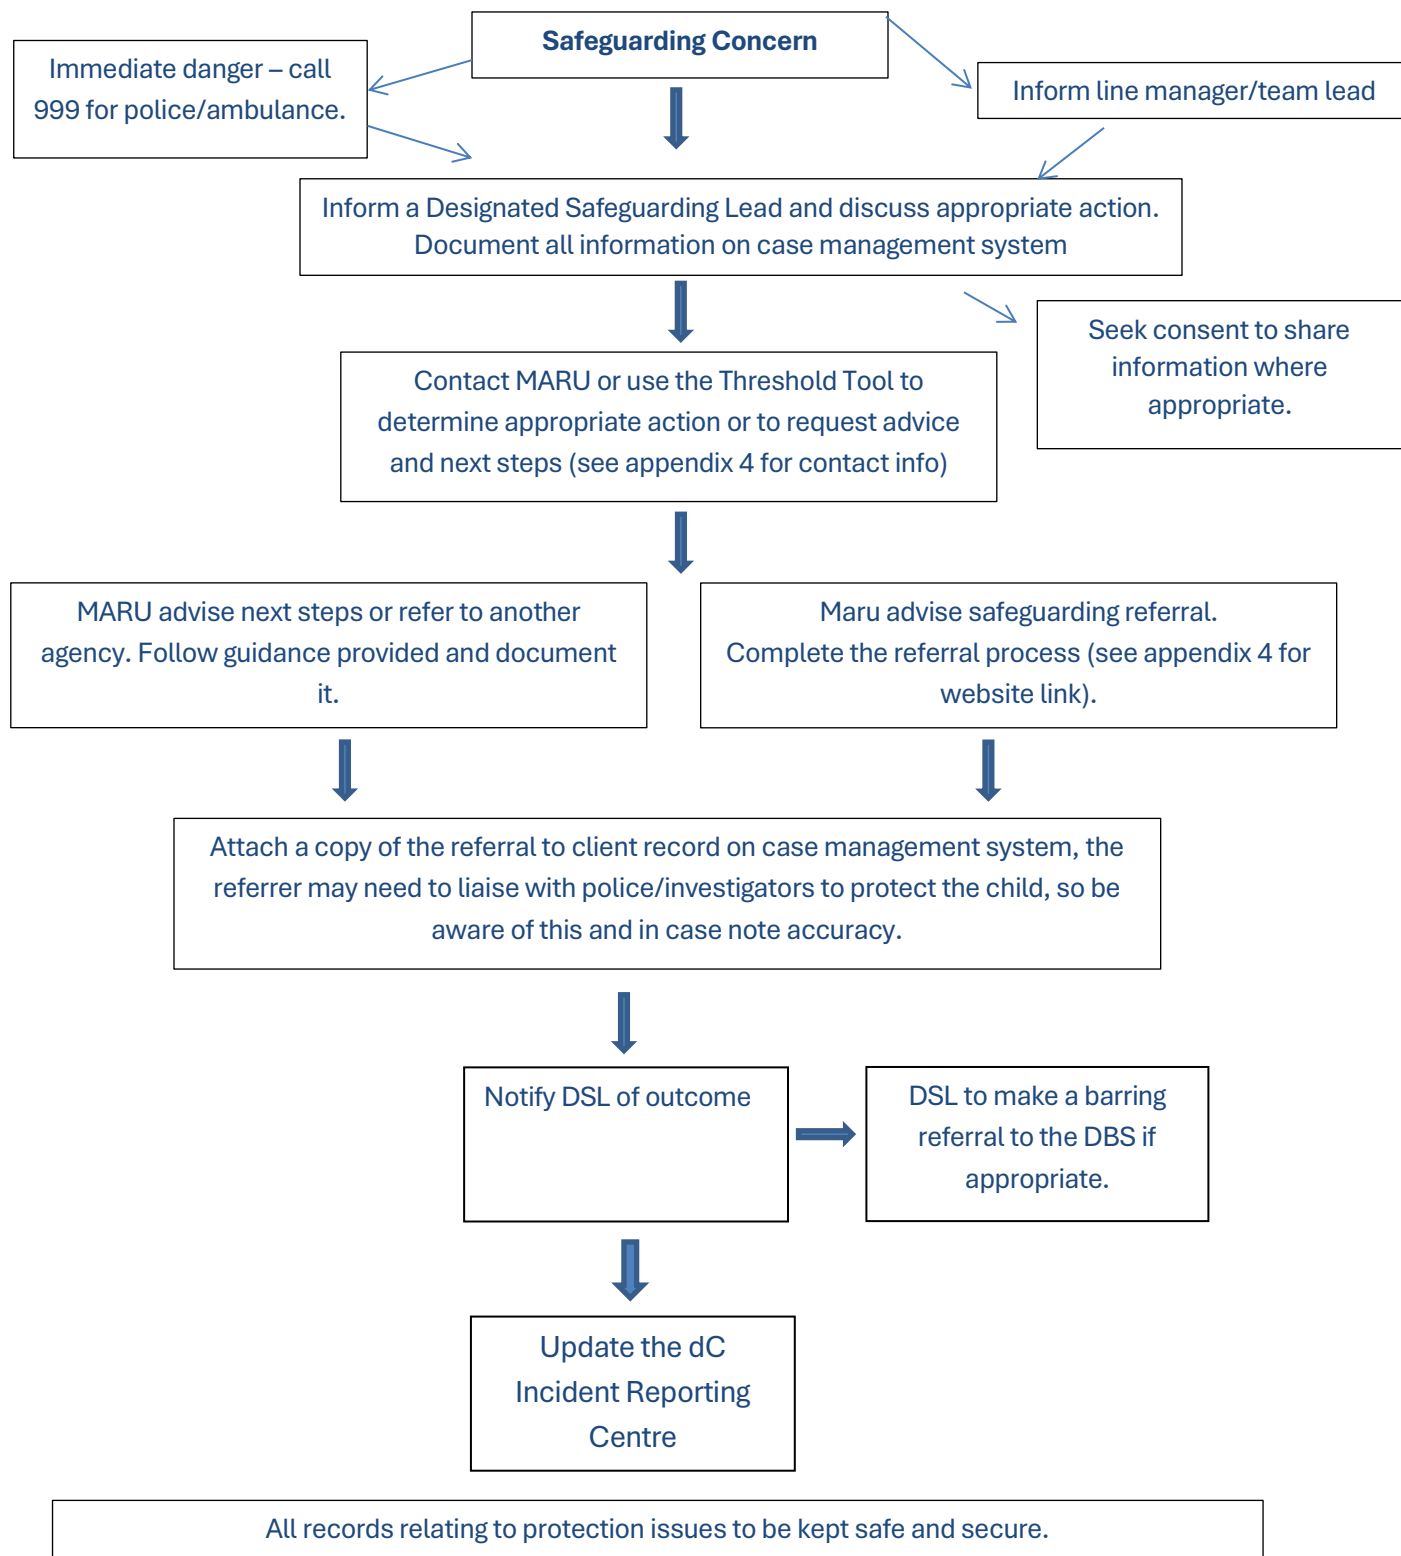 Safeguarding Concern
Immediate danger – call
999 for police/ambulance.
Inform line manager/team lead
Inform a Designated Safeguarding Lead and discuss appropriate action.
Document all information on case management system
Seek consent to share
information where
appropriate.
Contact MARU or use the Threshold Tool to
determine appropriate action or to request advice
and next steps (see appendix 4 for contact info)
MARU advise next steps or refer to another
agency. Follow guidance provided and document
it.
Maru advise safeguarding referral.
Complete the referral process (see appendix 4 for
website link).
Attach a copy of the referral to client record on case management system, the
referrer may need to liaise with police/investigators to protect the child, so be
aware of this and in case note accuracy.
Notify DSL of outcome
DSL to make a barring
referral to the DBS if
appropriate.
Update the dC
Incident Reporting
Centre
All records relating to protection issues to be kept safe and secure.